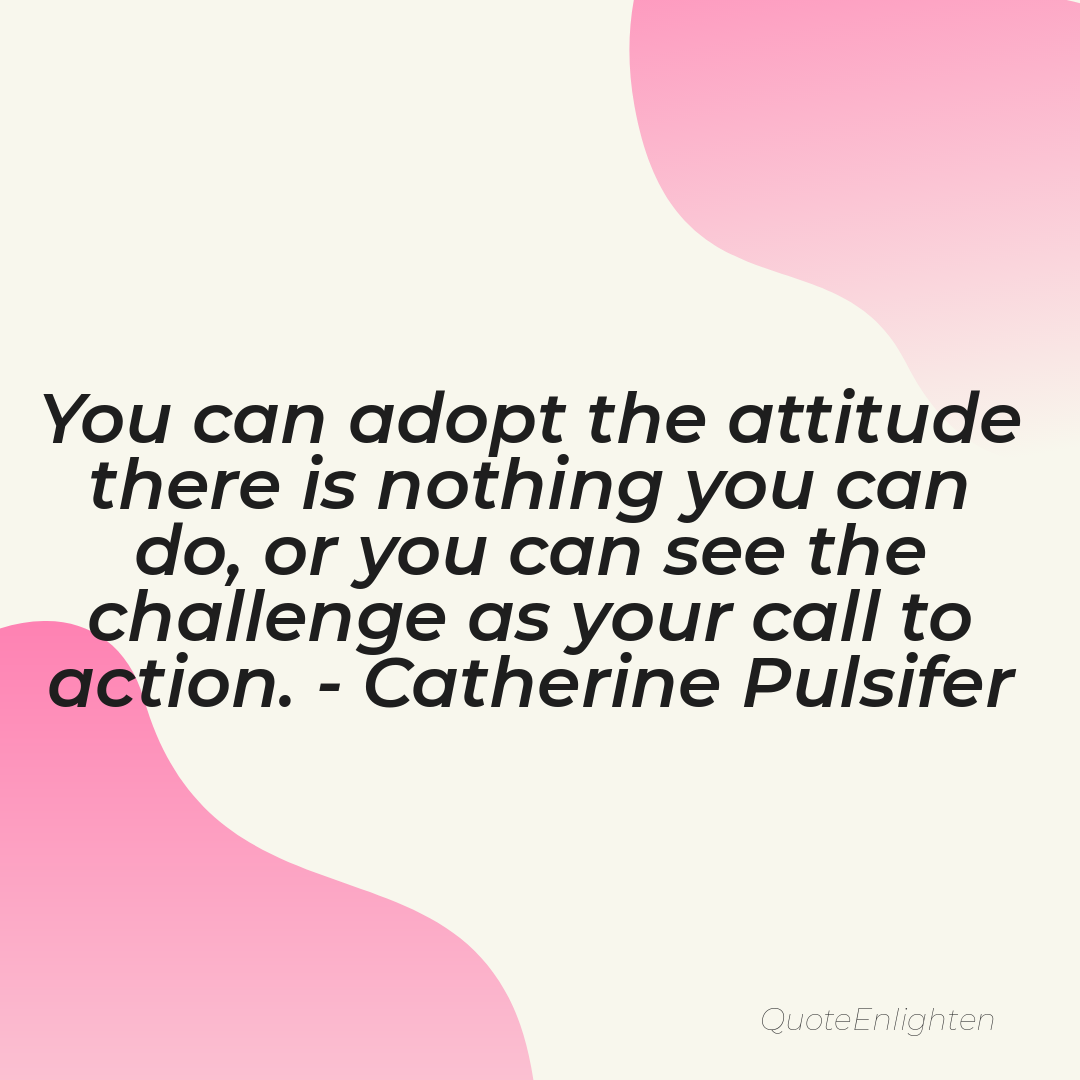 You can adopt the attitude
there is nothing you can
do, or you can see the
challenge as your call to
action. - Catherine Pulsifer
QuoteEnlighten